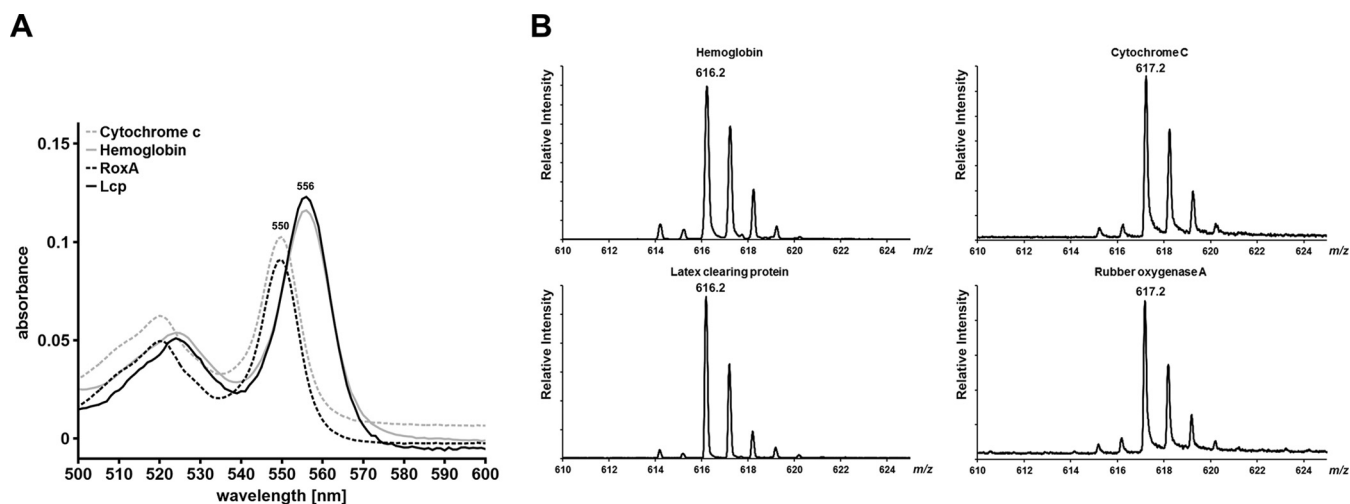 A
0.15
0.1
0.05
0
absorbance
Cytochrome c
Hemoglobin
RoxA
Lcp
550
556
500 510 520 530 540 550 560 570 580 590 600
wavelength [nm]
B
Hemoglobin
616.2
Relative Intensity
610 612 614 616 618 620 622 624 m/z
Cytochrome C
617.2
Relative Intensity
610 612 614 616 618 620 622 624 m/z
Latex clearing protein
616.2
Relative Intensity
610 612 614 616 618 620 622 624 m/z
Rubber oxygenase A
617.2
Relative Intensity
610 612 614 616 618 620 622 624 m/z